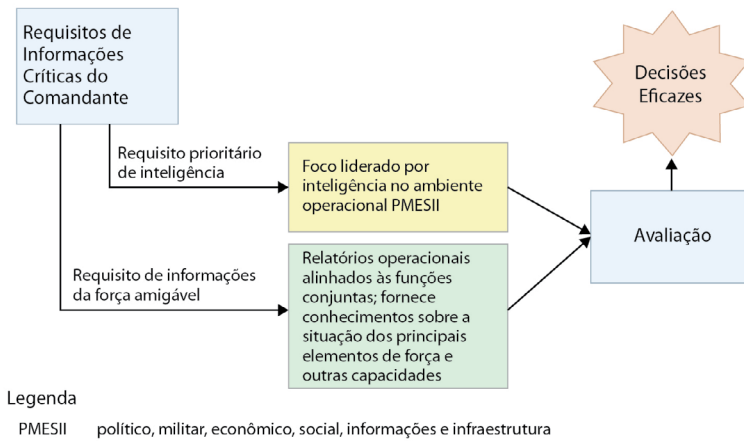 Requisitos de
Informações
Críticas do
Comandante
Decisões
Eficazes
Requisito prioritário
de inteligência
Foco liderado por
inteligência no ambiente
operacional PMESII
Avaliação
Requisito de informações
da força amigável
Relatórios operacionais
alinhados às funções
conjuntas; fornece
conhecimentos sobre a
situação dos principais
elementos de força e
outras capacidades
Legenda
PMESII político, militar, econômico, social, informações e infraestrutura